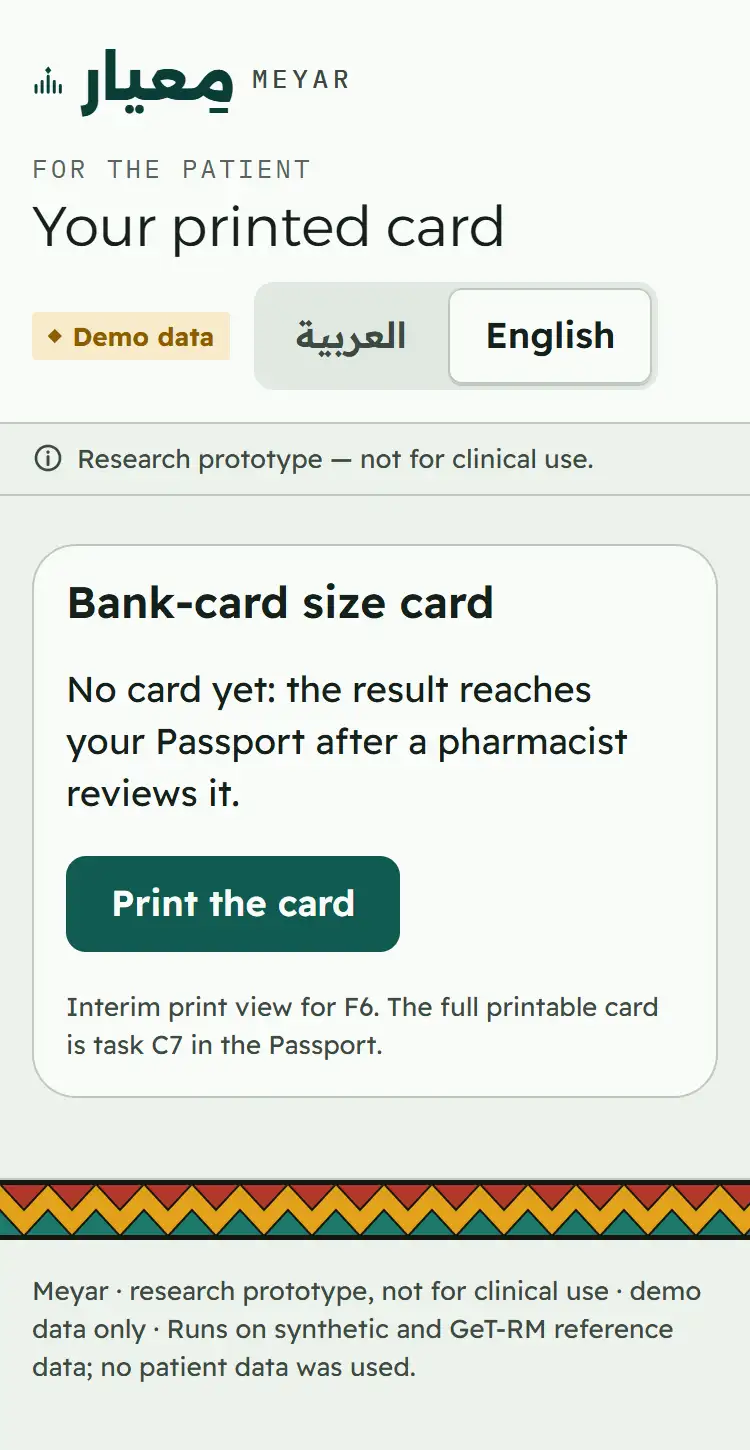 مِعيار MEYAR
FOR THE PATIENT
Your printed card
Demo data
العربية
English
Research prototype — not for clinical use.
Bank-card size card
No card yet: the result reaches
your Passport after a pharmacist
reviews it.
Print the card
Interim print view for F6. The full printable card
is task C7 in the Passport.
Meyar · research prototype, not for clinical use · demo
data only · Runs on synthetic and GeT-RM reference
data; no patient data was used.